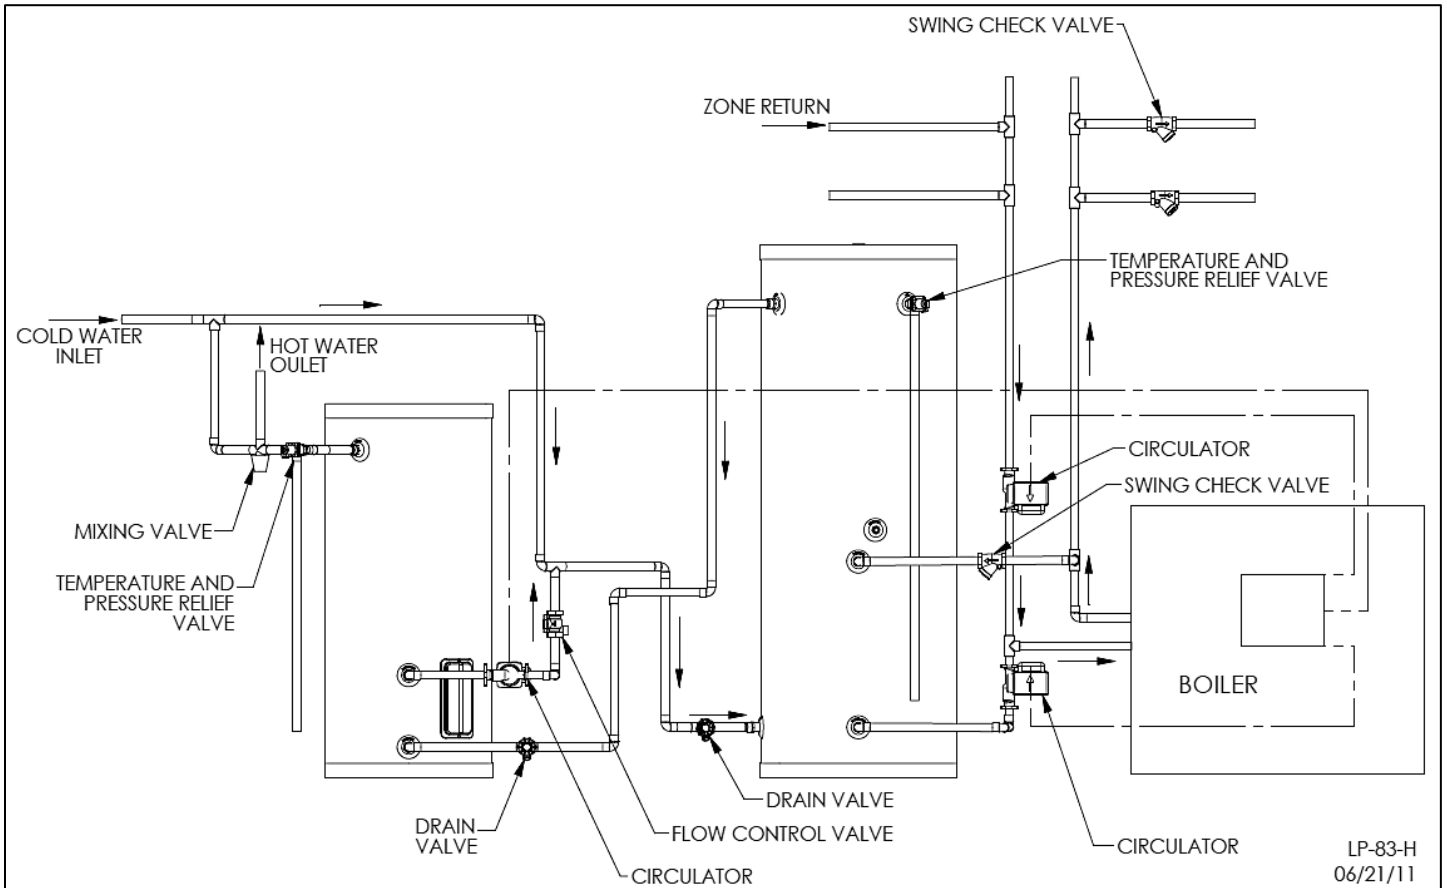 SWING CHECK VALVE
ZONE RETURN
TEMPERATURE AND
PRESSURE RELIEF VALVE
COLD WATER
INLET
HOT WATER
OULET
CIRCULATOR
SWING CHECK VALVE
MIXING VALVE
TEMPERATURE AND
PRESSURE RELIEF
VALVE
BOILER
DRAIN VALVE
DRAIN
VALVE
FLOW CONTROL VALVE
CIRCULATOR
CIRCULATOR
LP-83-H
06/21/11